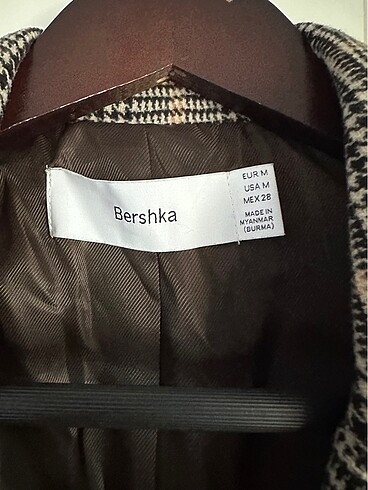 Bershka
EUR M
USA M
MEX 28
MADE IN
MYANMAR
(BURMA)